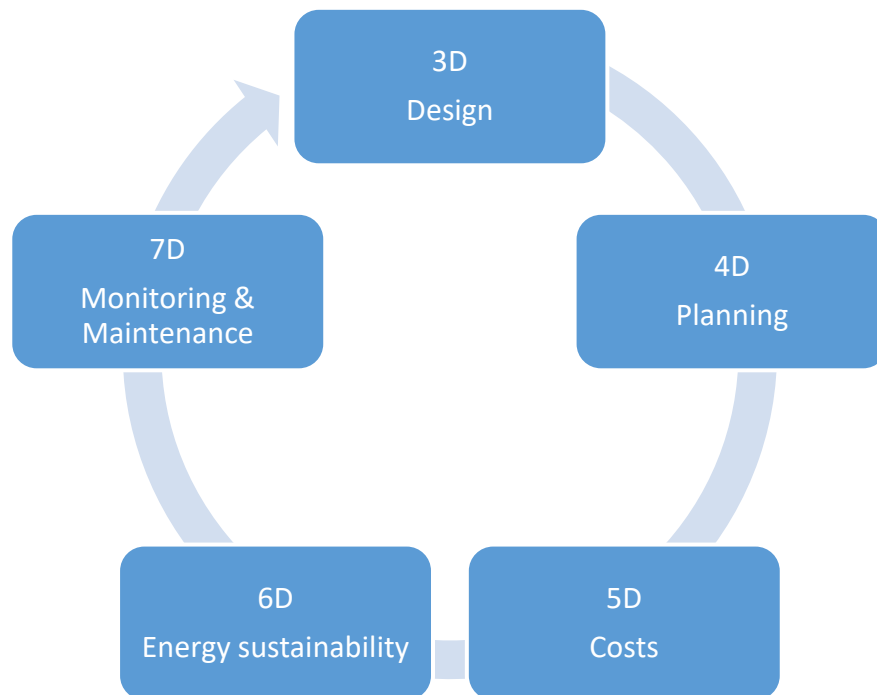 3D
Design
4D
Planning
5D
Costs
6D
Energy sustainability
7D
Monitoring &
Maintenance